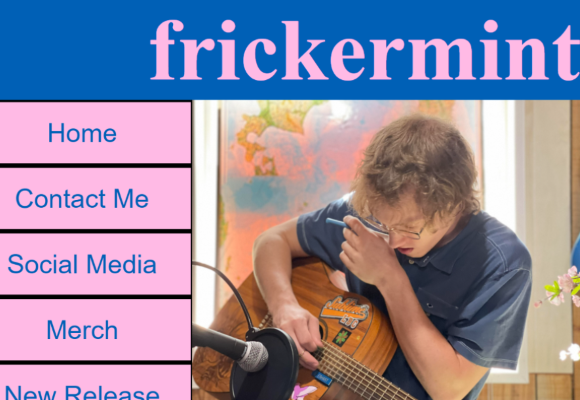 frickermint
Home
Contact Me
Social Media
Merch
New Release